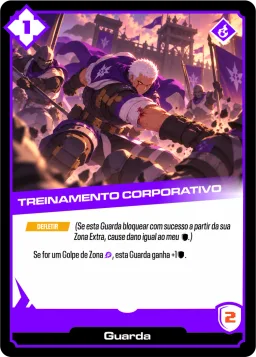 1
TREINAMENTO CORPORATIVO
DEFLETIR (Se esta Guarda bloquear com sucesso a partir da sua
Zona Extra, cause dano igual ao meu .)
Se for um Golpe de Zona , esta Guarda ganha +1 .
2
Guarda